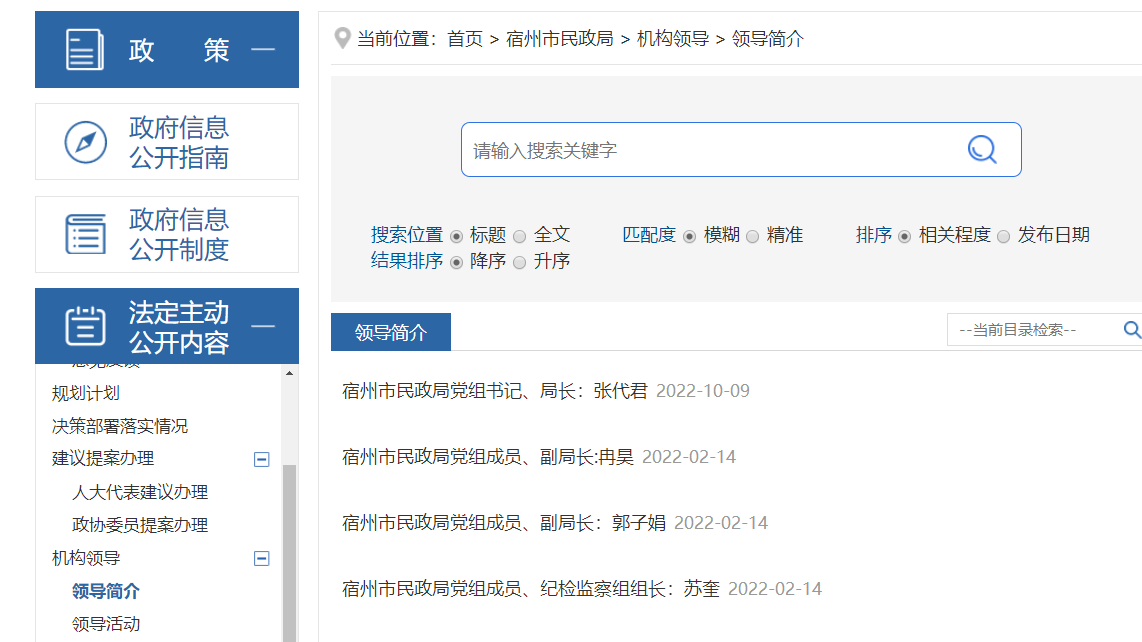 政 策
政府信息
公开指南
政府信息
公开制度
法定主动
公开内容
规划计划
决策部署落实情况
建议提案办理
人大代表建议办理
政协委员提案办理
机构领导
领导简介
领导活动
当前位置：首页 > 宿州市民政局 > 机构领导 > 领导简介
请输入搜索关键字
搜索位置 标题 全文 匹配度 模糊 精准 排序 相关程度 发布日期
结果排序 降序 升序
领导简介
--当前目录检索--
宿州市民政局党组书记、局长：张代君 2022-10-09
宿州市民政局党组成员、副局长:冉昊 2022-02-14
宿州市民政局党组成员、副局长：郭子娟 2022-02-14
宿州市民政局党组成员、纪检监察组组长：苏奎 2022-02-14